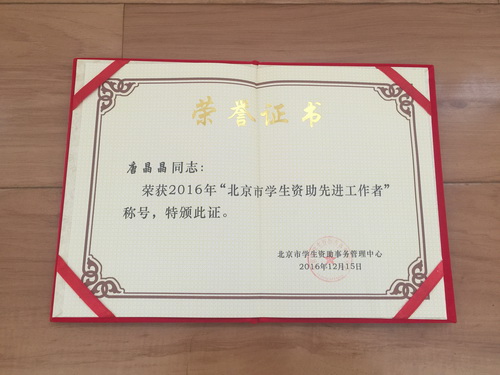 荣誉证书
唐晶晶同志：
荣获2016年“北京市学生资助先进工作者”
称号，特颁此证。
北京市学生资助事务管理中心
2016年12月15日